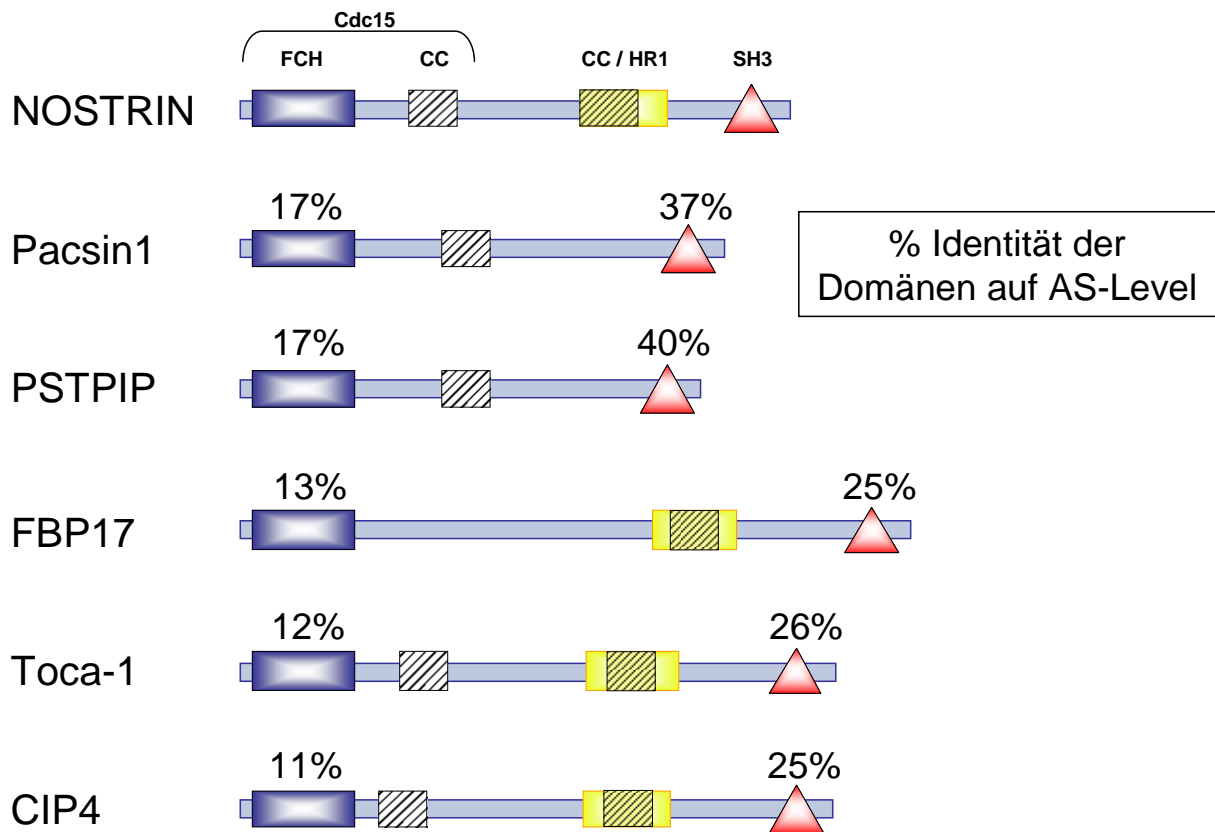 Cdc15
FCH CC CC / HR1 SH3
NOSTRIN
17% 37%
Pacsin1
% Identität der
Domänen auf AS-Level
17% 40%
PSTPIP
13% 25%
FBP17
12% 26%
Toca-1
11% 25%
CIP4